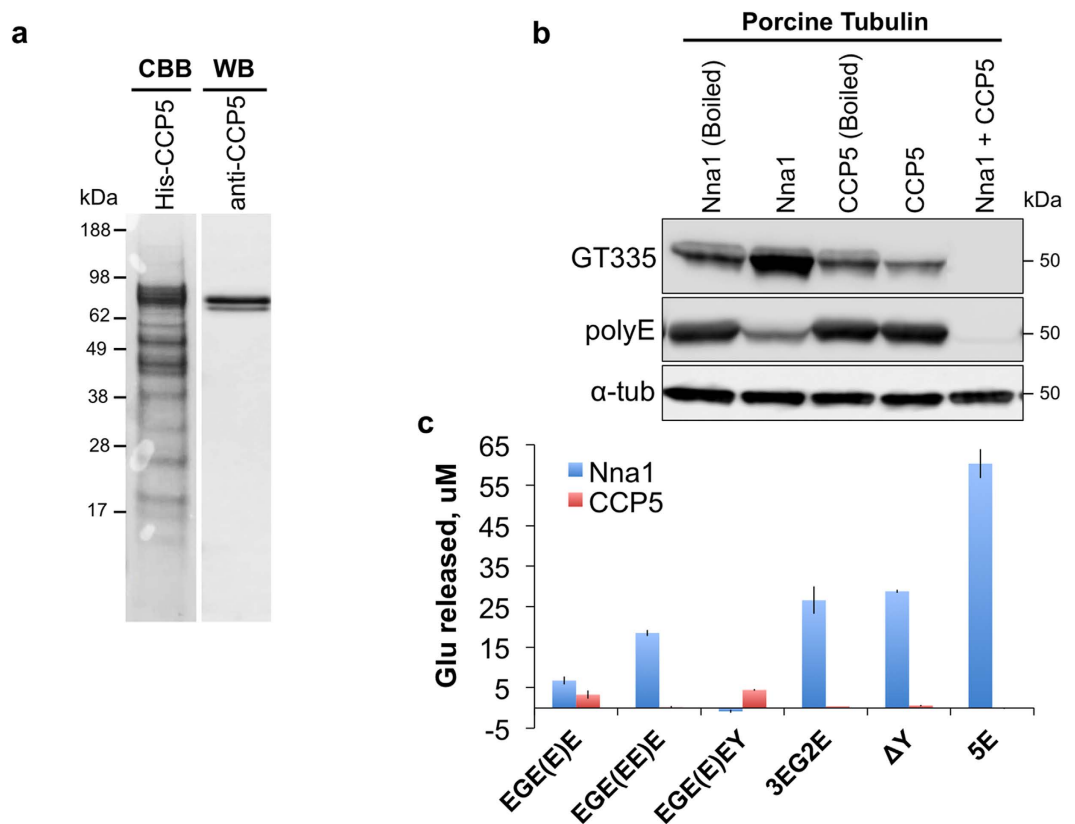 a
CBB WB
His-CCP5
anti-CCP5
kDa
188
98
62
49
38
28
17
b
Porcine Tubulin
Nna1 (Boiled)
Nna1
CCP5 (Boiled)
CCP5
Nna1 + CCP5
kDa
GT335
50
polyE
50
α-tub
50
c
Glu released, uM
65
55
45
35
25
15
5
-5
Nna1
CCP5
EGE(E)E
EGE(EE)E
EGE(E)EY
3EG2E
ΔY
5E